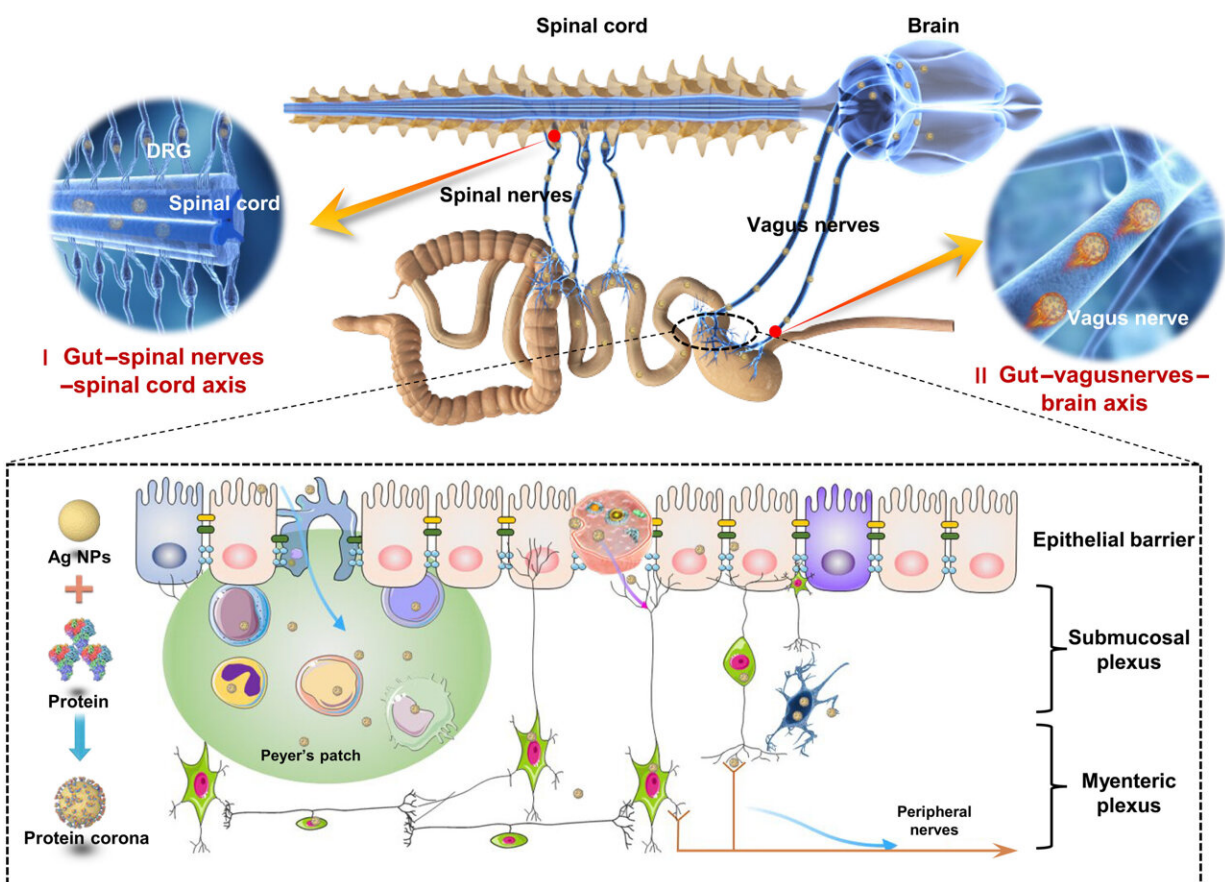 Spinal cord
Brain
DRG
Spinal cord
Spinal nerves
Vagus nerves
Vagus nerve
I Gut–spinal nerves
–spinal cord axis
II Gut–vagusnerves–
brain axis
Ag NPs
Protein
Protein corona
Peyer's patch
Peripheral
nerves
Epithelial barrier
Submucosal
plexus
Myenteric
plexus